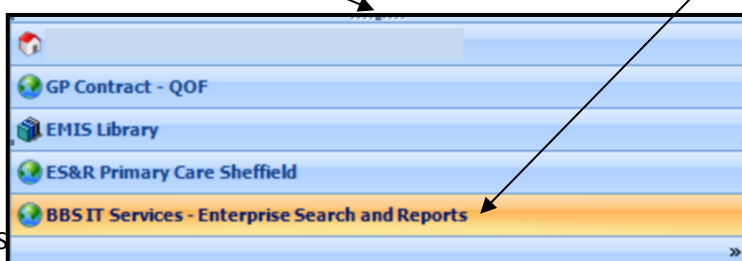 GP Contract - QOF
EMIS Library
ES&R Primary Care Sheffield
BBS IT Services - Enterprise Search and Reports
s
»